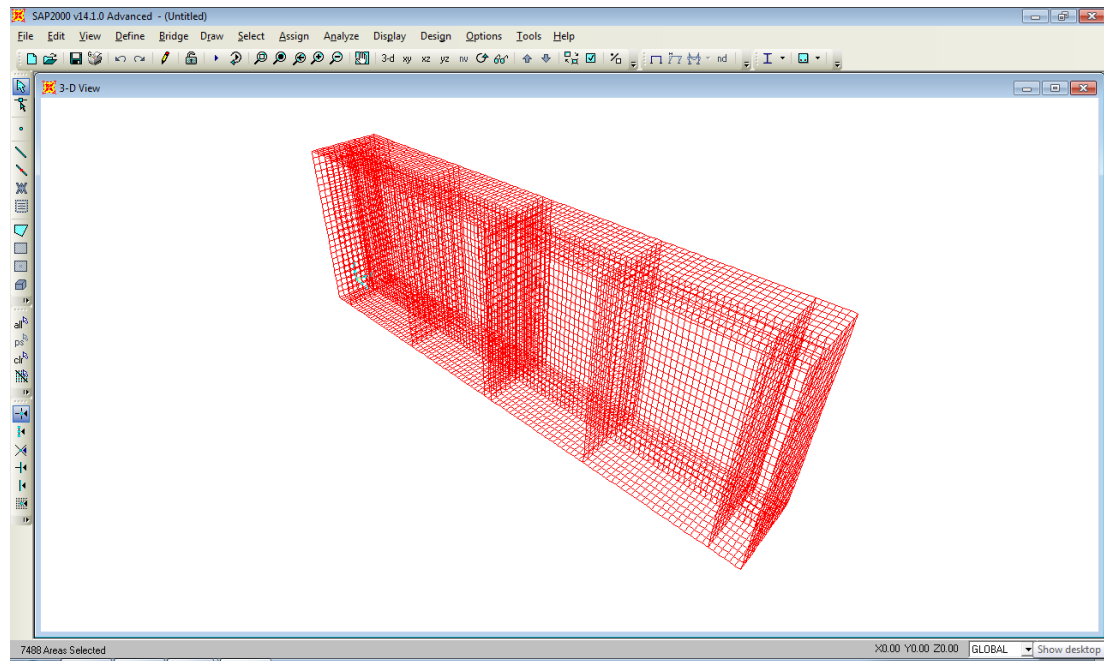 SAP2000 v14.1.0 Advanced - (Untitled)
File Edit View Define Bridge Draw Select Assign Analyze Display Design Options Tools Help
3-d xy xz yz nv nd
3-D View
all
ps
clr
7488 Areas Selected X0.00 Y0.00 Z0.00 GLOBAL Show desktop